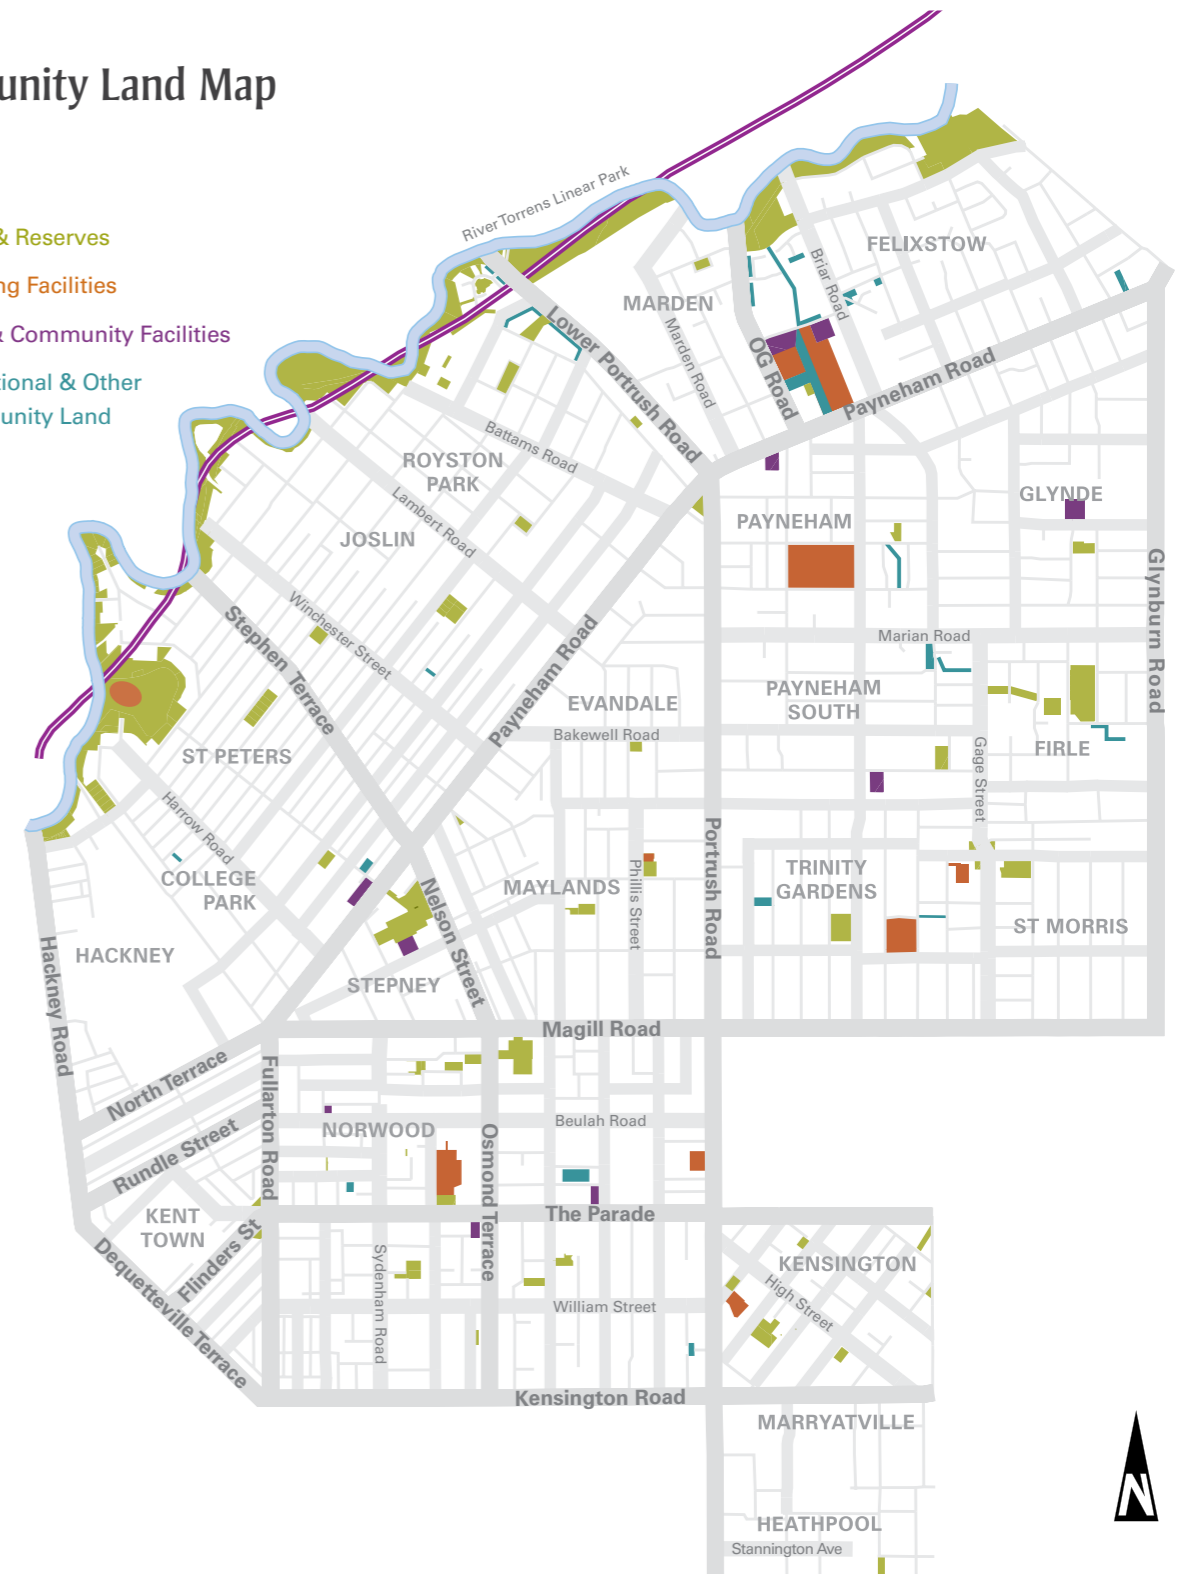 unity Land Map
& Reserves
ng Facilities
& Community Facilities
tional & Other
unity Land
River Torrens Linear Park
FELIXSTOW
Briar Road
MARDEN
Marden Road
Lower Portrush Road
OG Road
Payneham Road
Battams Road
ROYSTON
PARK
Lambert Road
JOSLIN
GLYNDE
PAYNEHAM
Glynburn Road
Winchester Street
Stephen Terrace
Payneham Road
Marian Road
EVANDALE
PAYNEHAM
SOUTH
Bakewell Road
FIRLE
Gage Street
ST PETERS
Harrow Road
COLLEGE
PARK
Portrush Road
MAYLANDS
Phillis Street
TRINITY
GARDENS
ST MORRIS
Nelson Street
HACKNEY
STEPNEY
Hackney Road
Magill Road
North Terrace
Fullarton Road
Rundle Street
NORWOOD
Beulah Road
Osmond Terrace
The Parade
KENT
TOWN
Flinders St
Dequetteville Terrace
Sydenham Road
William Street
KENSINGTON
High Street
Kensington Road
MARRYATVILLE
HEATHPOOL
Stannington Ave
N